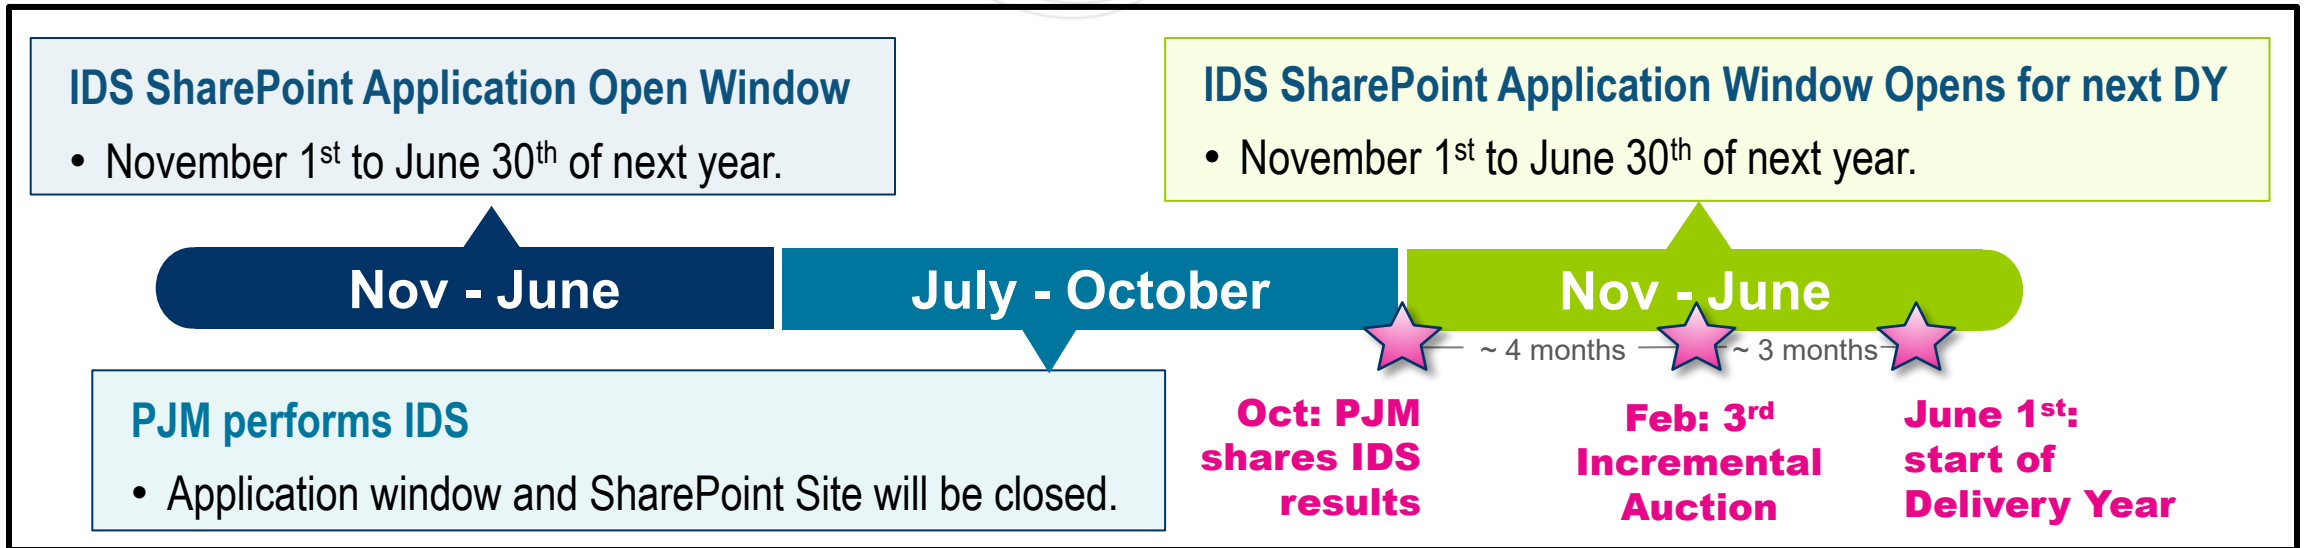 IDS SharePoint Application Open Window
• November 1st to June 30th of next year.
IDS SharePoint Application Window Opens for next DY
• November 1st to June 30th of next year.
Nov - June
July - October
Nov - June
~ 4 months
~ 3 months
PJM performs IDS
• Application window and SharePoint Site will be closed.
Oct: PJM
shares IDS
results
Feb: 3rd
Incremental
Auction
June 1st:
start of
Delivery Year